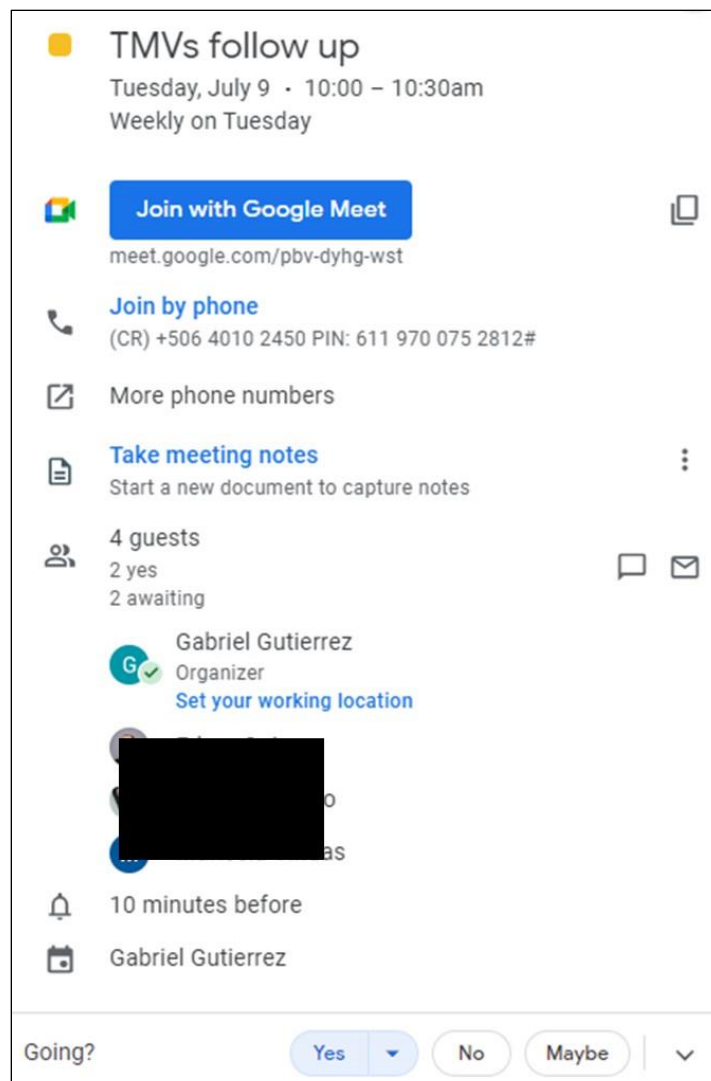 TMVs follow up
Tuesday, July 9 · 10:00 – 10:30am
Weekly on Tuesday
Join with Google Meet
meet.google.com/pbv-dyhg-wst
Join by phone
(CR) +506 4010 2450 PIN: 611 970 075 2812#
More phone numbers
Take meeting notes
Start a new document to capture notes
4 guests
2 yes
2 awaiting
G
Gabriel Gutierrez
Organizer
Set your working location
o
as
10 minutes before
Gabriel Gutierrez
Going? Yes No Maybe